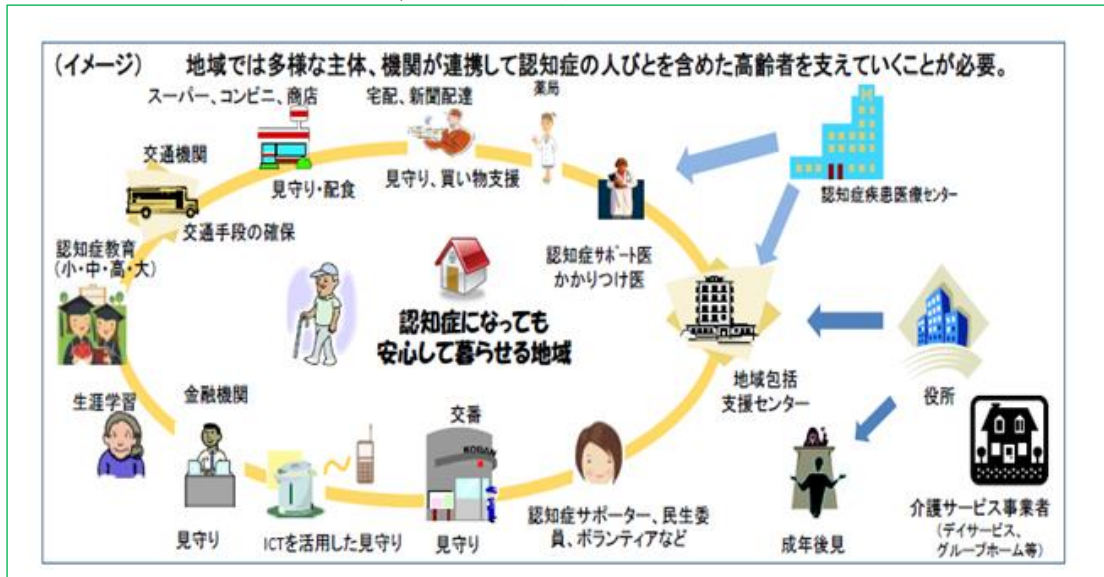 （イメージ） 地域では多様な主体、機関が連携して認知症の人びとを含めた高齢者を支えていくことが必要。
スーパー、コンビニ、商店
宅配、新聞配達
薬局
交通機関
見守り・配食
見守り、買い物支援
認知症疾患医療センター
交通手段の確保
認知症教育
（小・中・高・大）
認知症サポート医
かかりつけ医
認知症になっても
安心して暮らせる地域
地域包括
支援センター
役所
生涯学習
金融機関
交番
KOBAN
見守り
ICTを活用した見守り
見守り
認知症サポーター、民生委
員、ボランティアなど
成年後見
介護サービス事業者
（デイサービス、
グループホーム等）
H